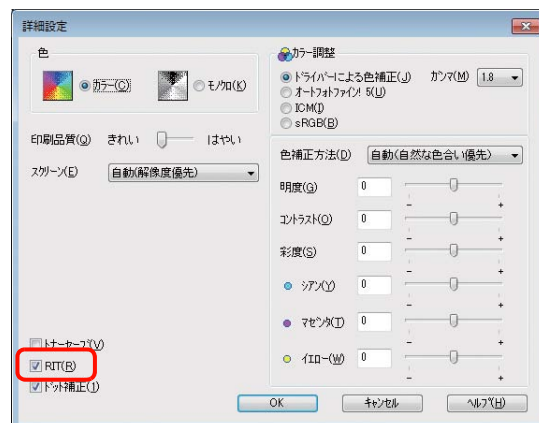 詳細設定
色
カラー(C)
モノクロ(K)
印刷品質(Q) きれい はやい
スクリーン(E) 自動(解像度優先)
トナーセーブ(V)
RIT(R)
ドット補正(1)
カラー調整
ドライバーによる色補正(J) ガンマ(M) 1.8
オートフォトファイン! 5(U)
ICM(I)
sRGB(B)
色補正方法(D) 自動(自然な色合い優先)
明度(G) 0
- +
コントラスト(O) 0
- +
彩度(S) 0
- +
シアン(Y) 0
- +
マゼンタ(T) 0
- +
イエロー(W) 0
- +
OK キャンセル ヘルプ(H)